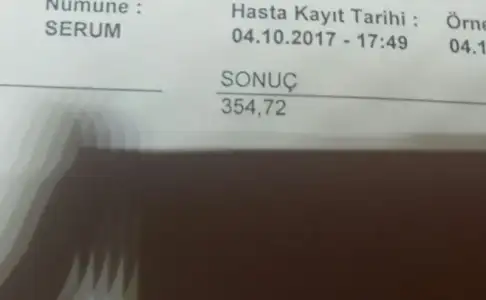 Numune :
SERUM
Hasta Kayıt Tarihi :
04.10.2017 - 17:49
SONUÇ
354,72